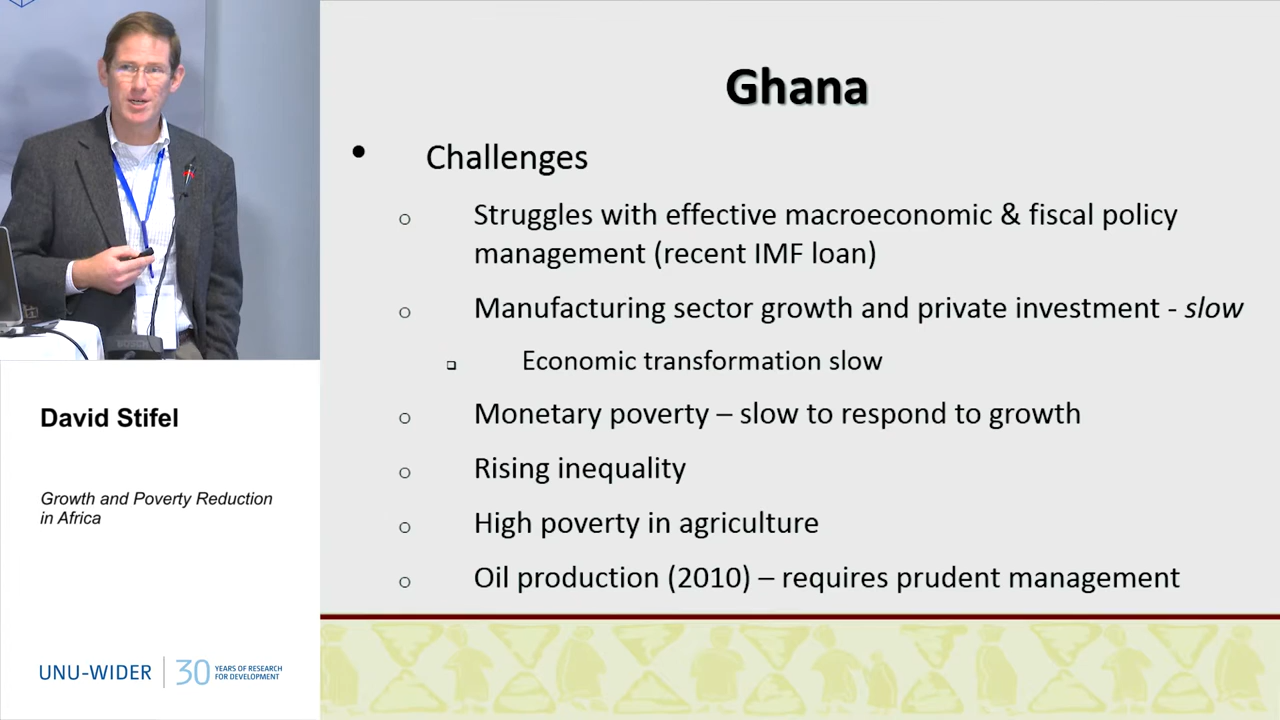 Ghana
• Challenges
o Struggles with effective macroeconomic & fiscal policy
management (recent IMF loan)
o Manufacturing sector growth and private investment - slow
❑ Economic transformation slow
o Monetary poverty – slow to respond to growth
o Rising inequality
o High poverty in agriculture
o Oil production (2010) – requires prudent management
David Stifel
Growth and Poverty Reduction
in Africa
UNU-WIDER
30 YEARS OF RESEARCH
FOR DEVELOPMENT
BOSCH